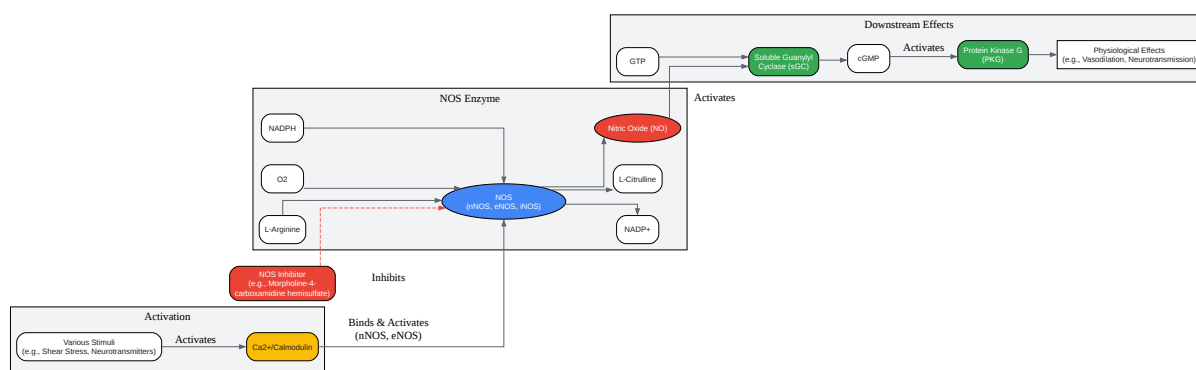 Downstream Effects
GTP
Soluble Guanylyl
Cyclase (sGC)
cGMP
Activates
Protein Kinase G
(PKG)
Physiological Effects
(e.g., Vasodilation, Neurotransmission)
Activates
NOS Enzyme
NADPH
Nitric Oxide (NO)
O2
L-Citrulline
NOS
(nNOS, eNOS, iNOS)
L-Arginine
NADP+
NOS Inhibitor
(e.g., Morpholine-4-
carboxamidine hemisulfate)
Inhibits
Activation
Various Stimuli
(e.g., Shear Stress, Neurotransmitters)
Activates
Ca2+/Calmodulin
Binds & Activates
(nNOS, eNOS)